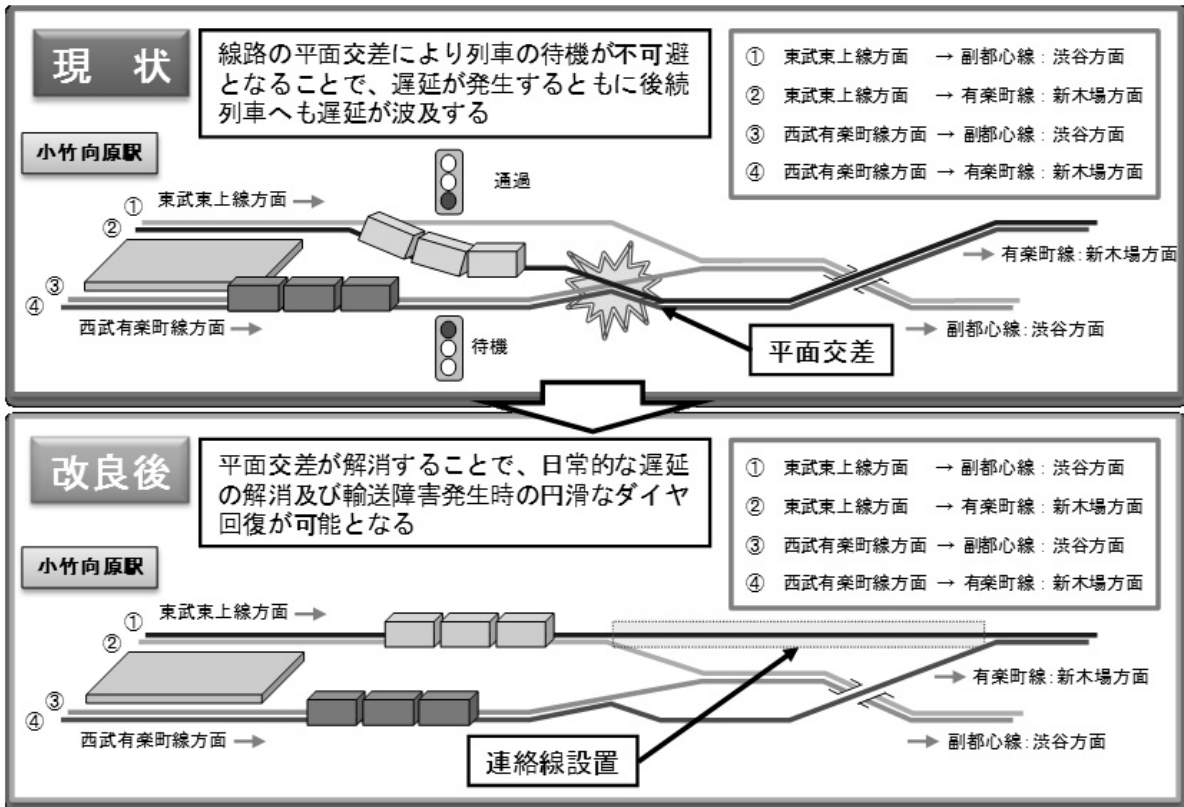 現 状
線路の平面交差により列車の待機が不可避
となることで、遅延が発生するともに後続
列車へも遅延が波及する
① 東武東上線方面 → 副都心線：渋谷方面
② 東武東上線方面 → 有楽町線：新木場方面
③ 西武有楽町線方面 → 副都心線：渋谷方面
④ 西武有楽町線方面 → 有楽町線：新木場方面
小竹向原駅
通過
① 東武東上線方面 →
②
→ 有楽町線：新木場方面
③
④
西武有楽町線方面 →
→ 副都心線：渋谷方面
待機
平面交差
改良後
平面交差が解消することで、日常的な遅延
の解消及び輸送障害発生時の円滑なダイヤ
回復が可能となる
① 東武東上線方面 → 副都心線：渋谷方面
② 東武東上線方面 → 有楽町線：新木場方面
③ 西武有楽町線方面 → 副都心線：渋谷方面
④ 西武有楽町線方面 → 有楽町線：新木場方面
小竹向原駅
① 東武東上線方面 →
②
→ 有楽町線：新木場方面
③
④
西武有楽町線方面 →
→ 副都心線：渋谷方面
連絡線設置